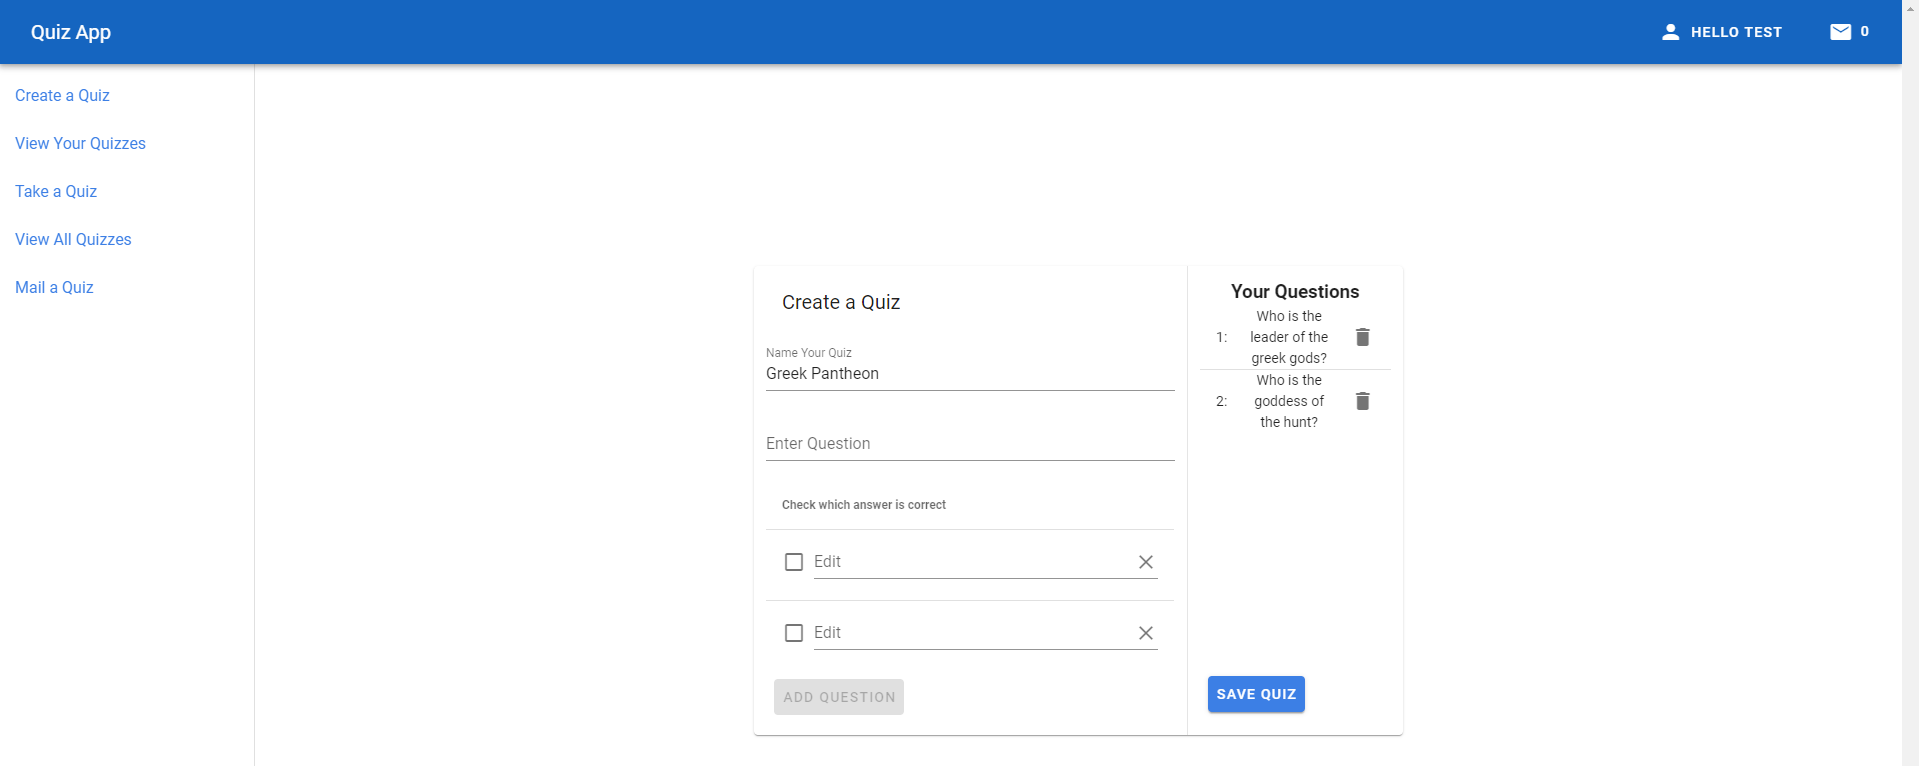 Quiz App
HELLO TEST
0
Create a Quiz
View Your Quizzes
Take a Quiz
View All Quizzes
Mail a Quiz
Create a Quiz
Name Your Quiz
Greek Pantheon
Enter Question
Check which answer is correct
Edit
Edit
ADD QUESTION
Your Questions
1:
Who is the
leader of the
greek gods?
2:
Who is the
goddess of
the hunt?
SAVE QUIZ